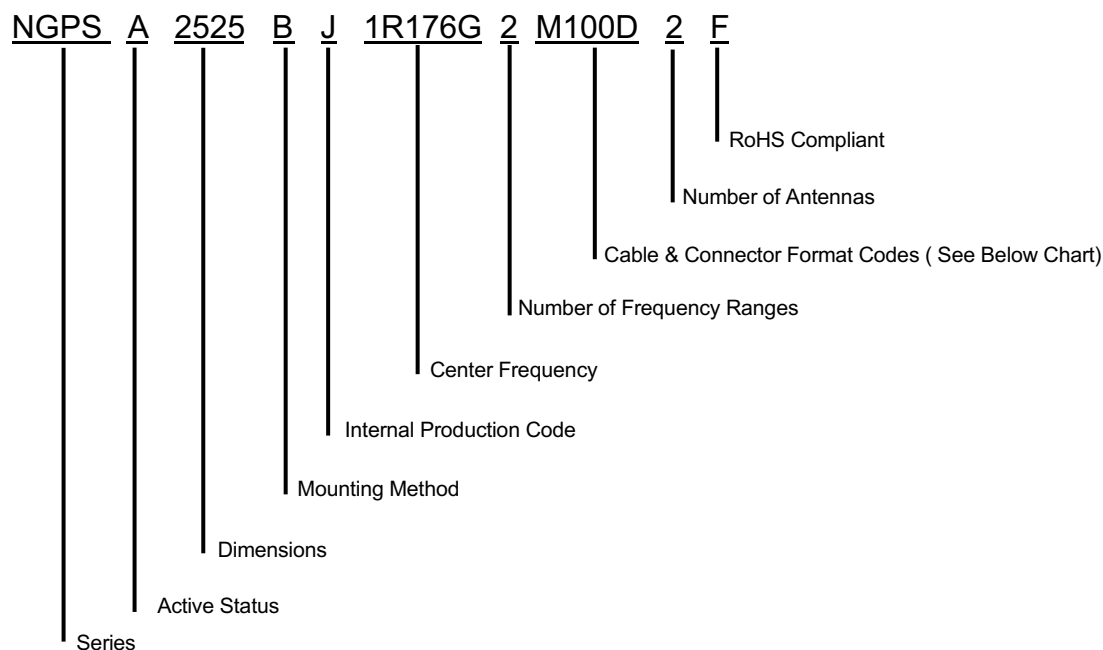 NGPS A 2525 B J 1R176G 2 M100D 2 F
RoHS Compliant
Number of Antennas
Cable & Connector Format Codes ( See Below Chart)
Number of Frequency Ranges
Center Frequency
Internal Production Code
Mounting Method
Dimensions
Active Status
Series